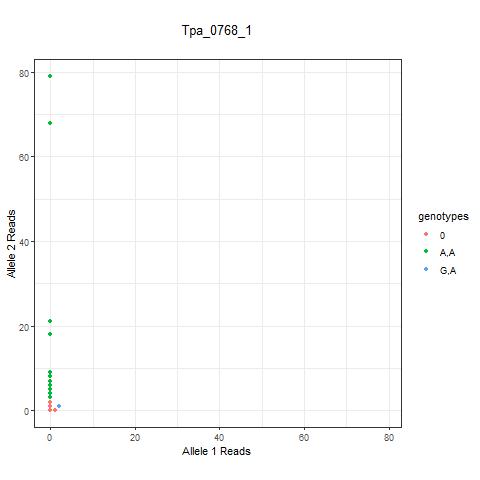 Tpa_0768_1
80
60
40
20
0
Allele 2 Reads
0 20 40 60 80
Allele 1 Reads
genotypes
0
A,A
G,A